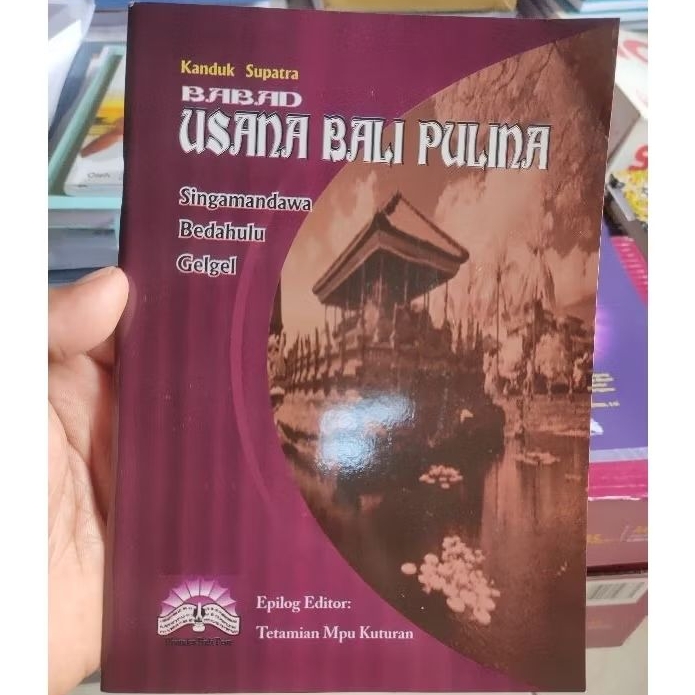 Kanduk Supatra
BABAD
USANA BALI PULINA
Singamandawa
Bedahulu
Gelgel
Epilog Editor:
Tetamian Mpu Kuturan